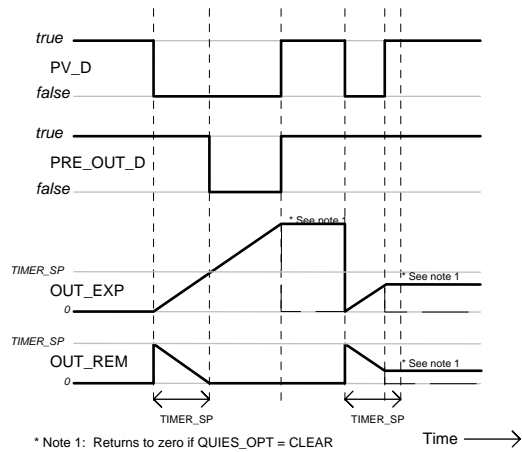 true
PV_D
false
true
PRE_OUT_D
false
* See note 1
TIMER_SP
* See note 1
OUT_EXP
0
TIMER_SP
OUT_REM
* See note 1
0
TIMER_SP
TIMER_SP
* Note 1: Returns to zero if QUIES_OPT = CLEAR
Time